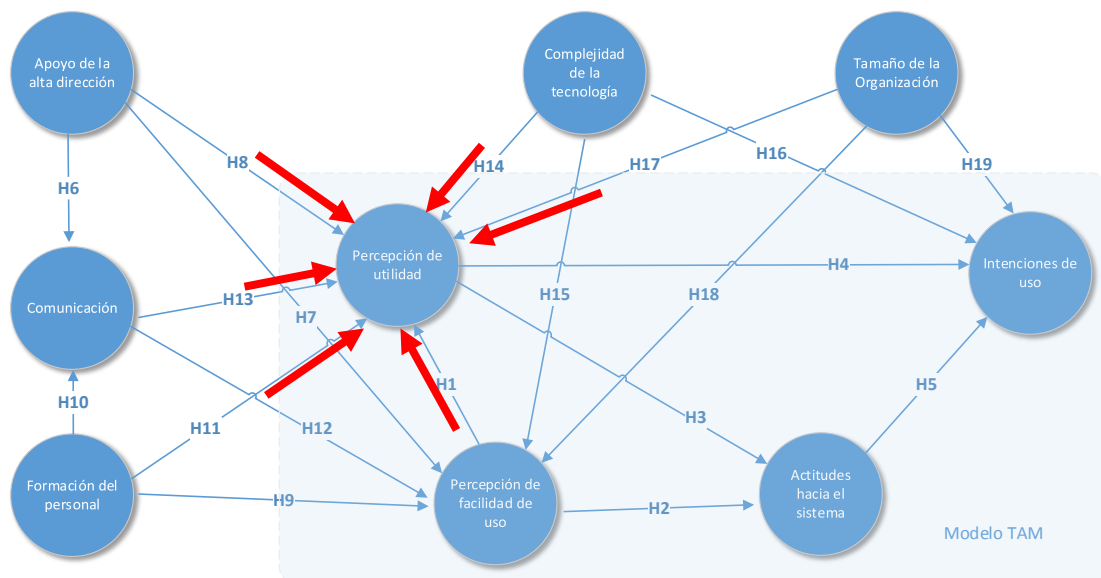 Apoyo de la
alta dirección
Complejidad
de la
tecnología
Tamaño de la
Organización
H8
H14
H17
H16
H19
H6
Percepción de
utilidad
H4
Intenciones de
uso
Comunicación
H13
H7
H15
H18
H10
H11
H12
H1
H3
H5
Formación del
personal
H9
Percepción de
facilidad de
uso
H2
Actitudes
hacia el
sistema
Modelo TAM